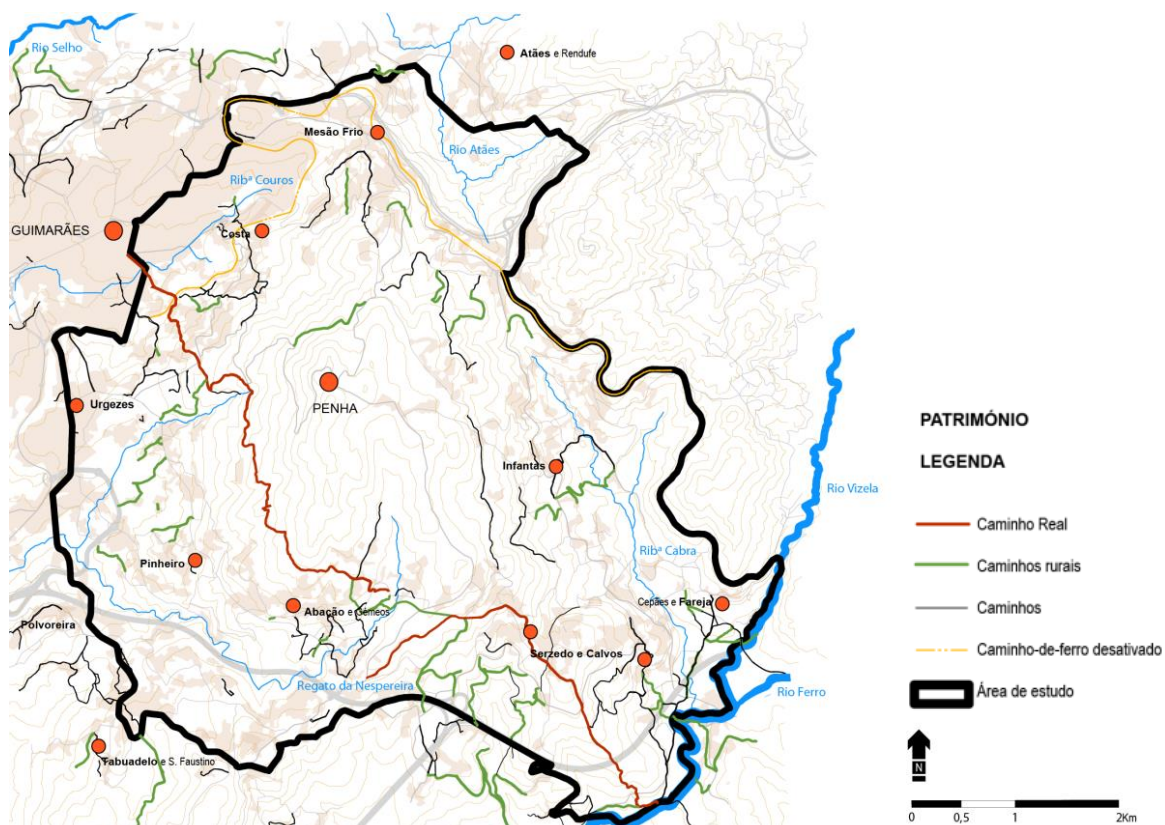 Rio Selho
Atães e Rendufe
Mesão Frio
Rio Atães
Ribª Couros
GUIMARÃES
Costa
PENHA
Urgezes
Rio Vizela
Infantas
Ribª Cabra
Pinheiro
Cepães e Fareja
Abação e Gémeos
Polvoreira
Serzedo e Calvos
Regato da Nespereira
Rio Ferro
Tabuadelo e S. Faustino
PATRIMÓNIO
LEGENDA
Caminho Real
Caminhos rurais
Caminhos
Caminho-de-ferro desativado
Área de estudo
N
0 0,5 1 2Km